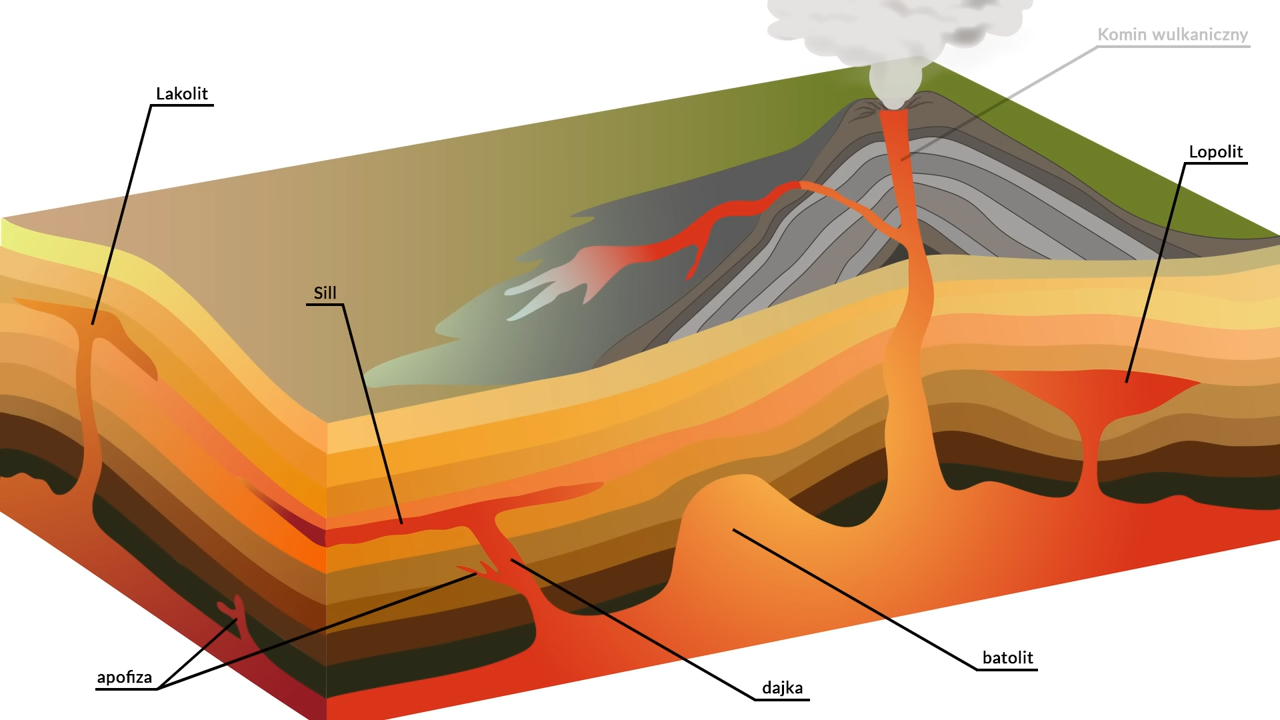 Komin wulkaniczny
Lakolit
Lopolit
Sill
apofiza
batolit
dajka